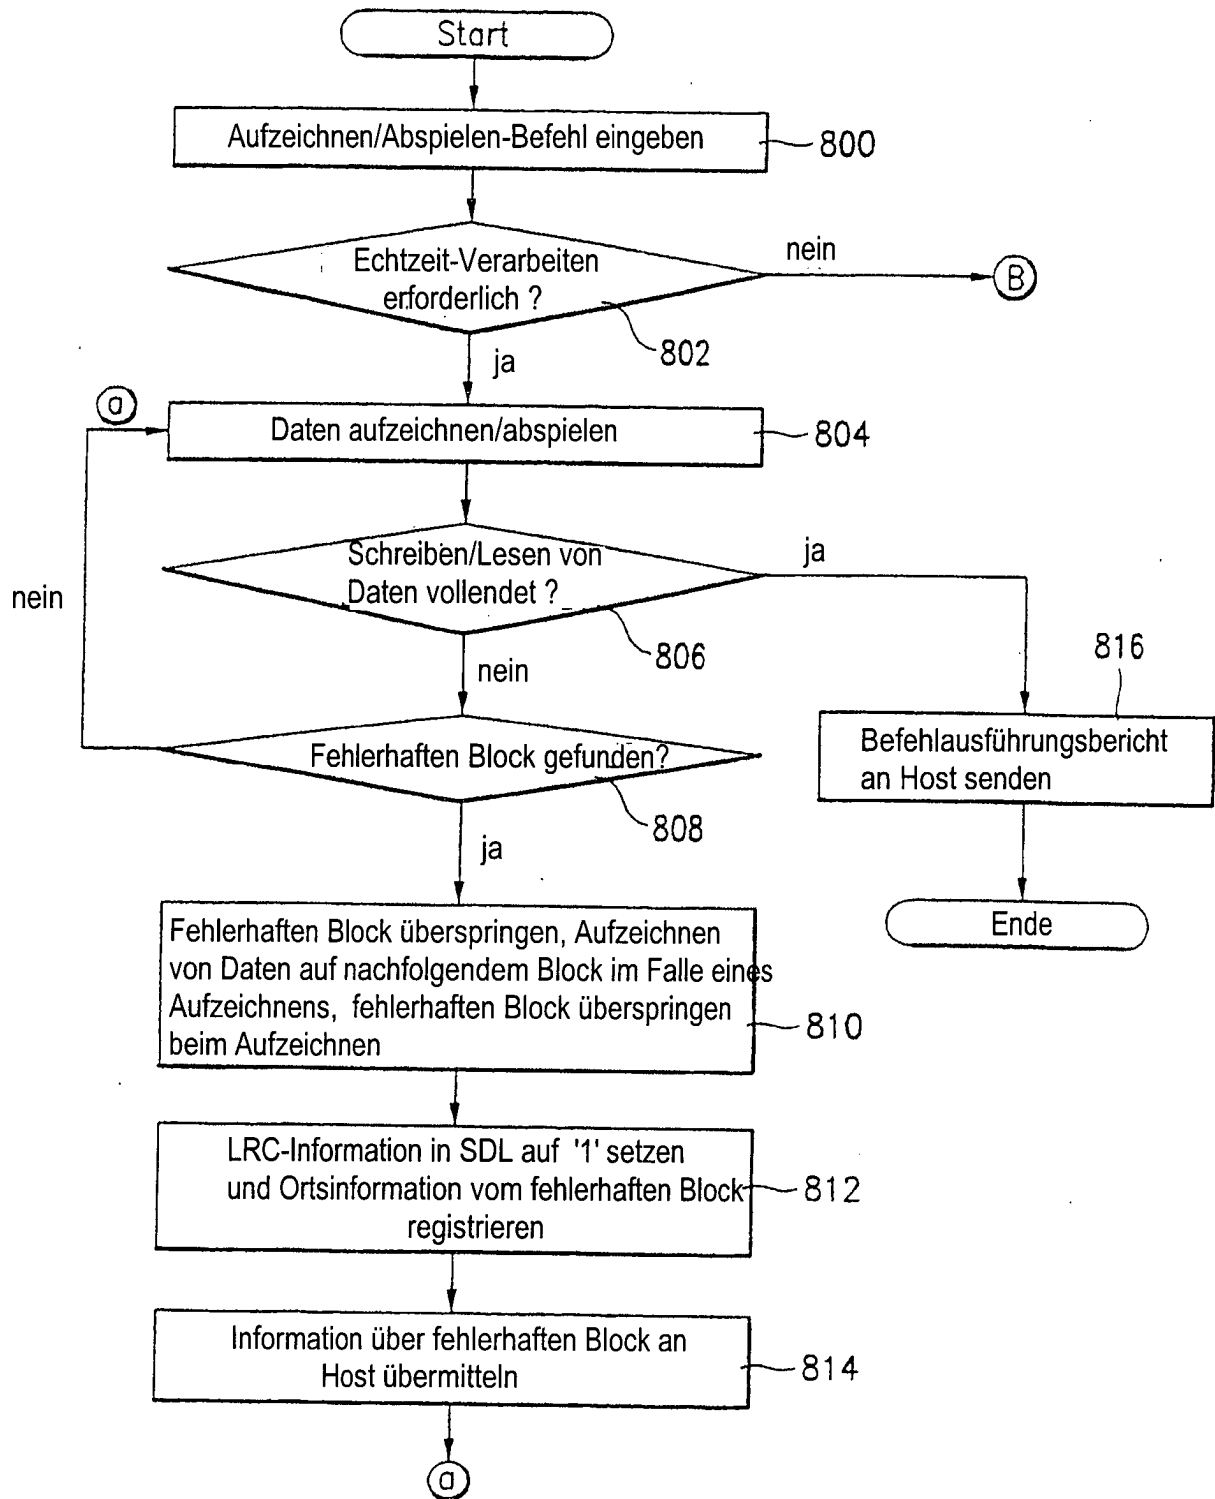 Start
Aufzeichnen/Abspielen-Befehl eingeben
800
Echtzeit-Verarbeiten
erforderlich ?
nein
B
802
ja
a
Daten aufzeichnen/abspielen
804
Schreiben/Lesen von
Daten vollendet ?
ja
nein
806
816
nein
Befehlausführungsbericht
an Host senden
Fehlerhaften Block gefunden?
808
ja
Ende
Fehlerhaften Block überspringen, Aufzeichnen
von Daten auf nachfolgendem Block im Falle eines
Aufzeichnens, fehlerhaften Block überspringen
beim Aufzeichnen
810
LRC-Information in SDL auf '1' setzen
und Ortsinformation vom fehlerhaften Block
registrieren
812
Information über fehlerhaften Block an
Host übermitteln
814
a